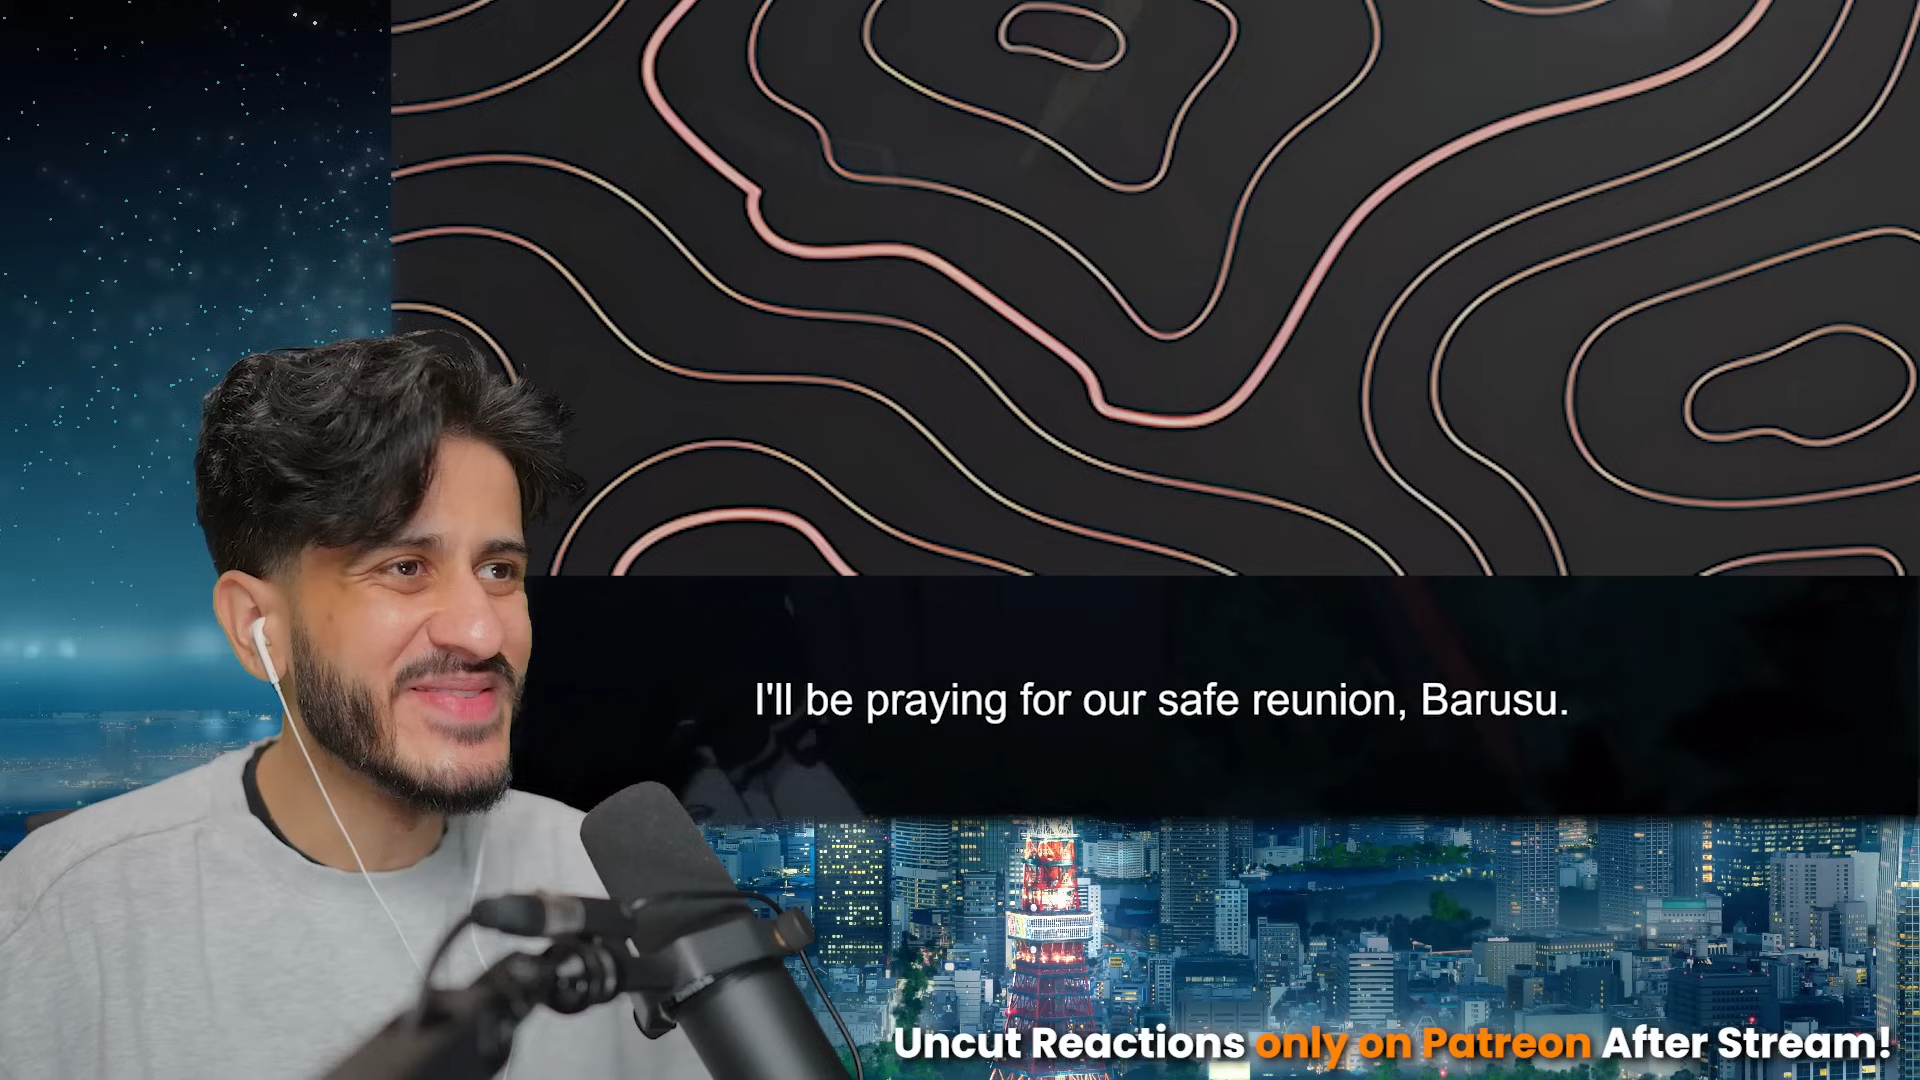 I'll be praying for our safe reunion, Barusu.
Uncut Reactions only on Patreon After Stream!